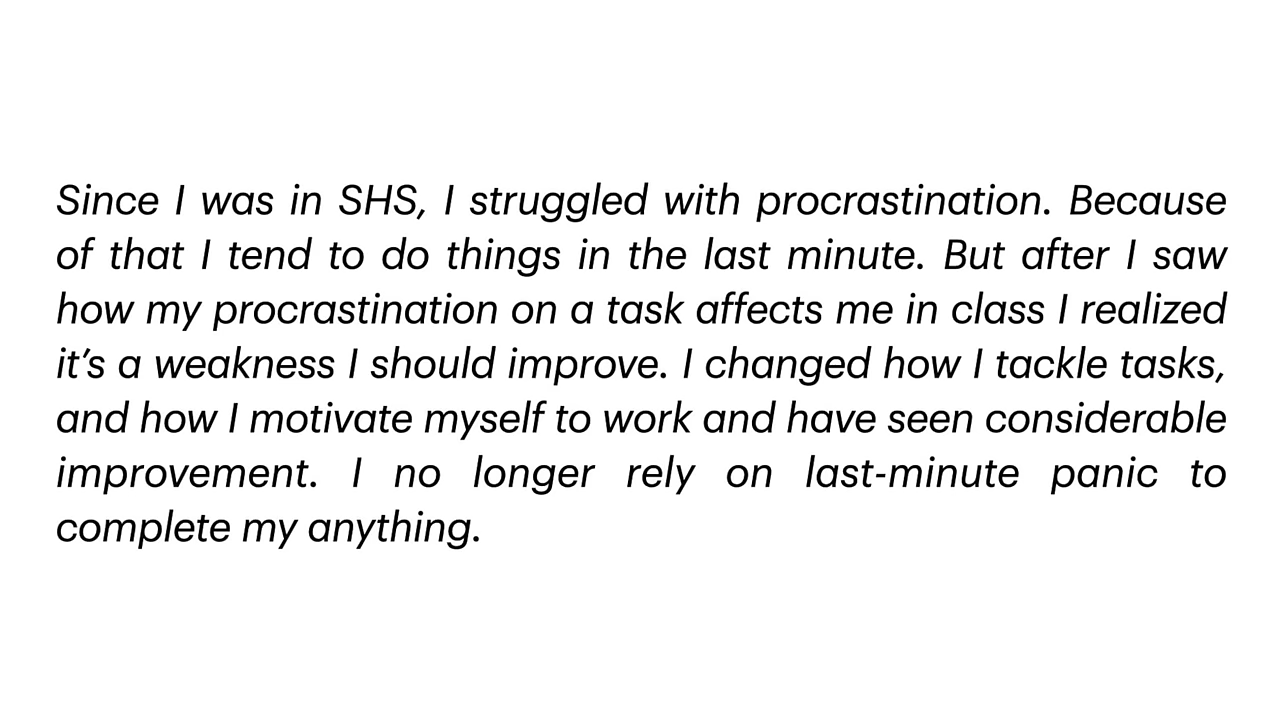 Since I was in SHS, I struggled with procrastination. Because
of that I tend to do things in the last minute. But after I saw
how my procrastination on a task affects me in class I realized
it’s a weakness I should improve. I changed how I tackle tasks,
and how I motivate myself to work and have seen considerable
improvement. I no longer rely on last-minute panic to
complete my anything.